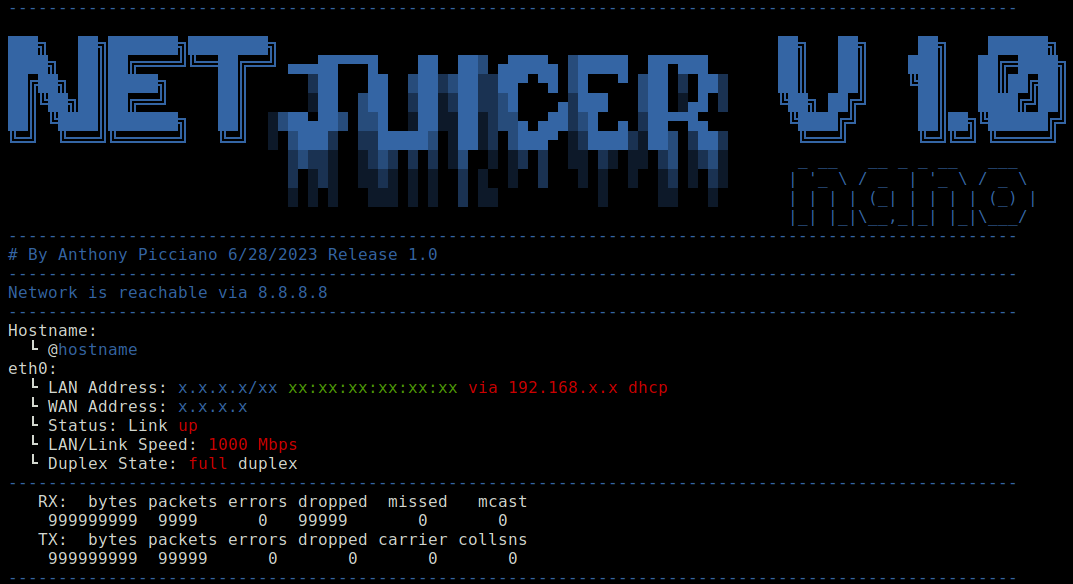 NETJUICER V1.0
nano
# By Anthony Picciano 6/28/2023 Release 1.0
Network is reachable via 8.8.8.8
Hostname:
└ @hostname
eth0:
└ LAN Address: x.x.x.x/xx xx:xx:xx:xx:xx:xx via 192.168.x.x dhcp
└ WAN Address: x.x.x.x
└ Status: Link up
└ LAN/Link Speed: 1000 Mbps
└ Duplex State: full duplex
RX: bytes packets errors dropped missed mcast
999999999 9999 0 99999 0 0
TX: bytes packets errors dropped carrier collsns
999999999 99999 0 0 0 0